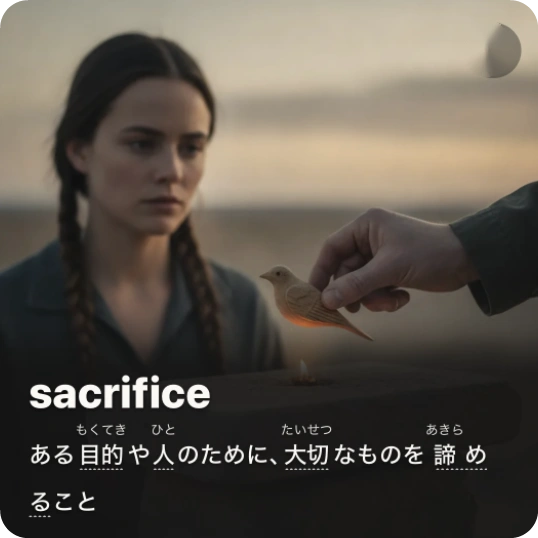 sacrifice
もくてき ひと たいせつ あきら
ある目的や人のために、大切なものを諦め
ること